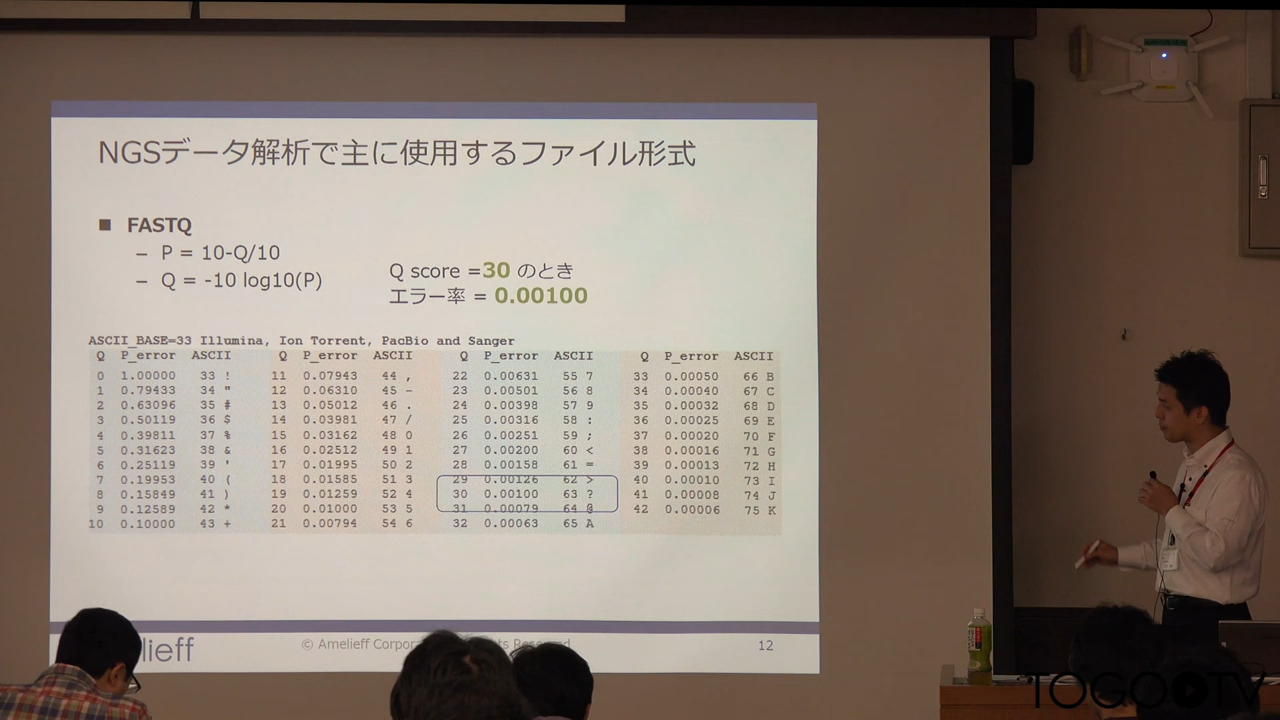 NGSデータ解析で主に使用するファイル形式
■ FASTQ
– P = 10-Q/10
– Q = -10 log10(P)
Q score =30 のとき
エラー率 = 0.00100
ASCII_BASE=33 Illumina, Ion Torrent, PacBio and Sanger
Q P_error ASCII Q P_error ASCII Q P_error ASCII Q P_error ASCII
0 1.00000 33 ! 11 0.07943 44 , 22 0.00631 55 7 33 0.00050 66 B
1 0.79433 34 " 12 0.06310 45 - 23 0.00501 56 8 34 0.00040 67 C
2 0.63096 35 # 13 0.05012 46 . 24 0.00398 57 9 35 0.00032 68 D
3 0.50119 36 $ 14 0.03981 47 / 25 0.00316 58 : 36 0.00025 69 E
4 0.39811 37 % 15 0.03162 48 0 26 0.00251 59 ; 37 0.00020 70 F
5 0.31623 38 & 16 0.02512 49 1 27 0.00200 60 < 38 0.00016 71 G
6 0.25119 39 ' 17 0.01995 50 2 28 0.00158 61 = 39 0.00013 72 H
7 0.19953 40 ( 18 0.01585 51 3 29 0.00126 62 > 40 0.00010 73 I
8 0.15849 41 ) 19 0.01259 52 4 30 0.00100 63 ? 41 0.00008 74 J
9 0.12589 42 * 20 0.01000 53 5 31 0.00079 64 @ 42 0.00006 75 K
10 0.10000 43 + 21 0.00794 54 6 32 0.00063 65 A
lieff
© Amelieff Corpor s Reserved
12
TOGO TV